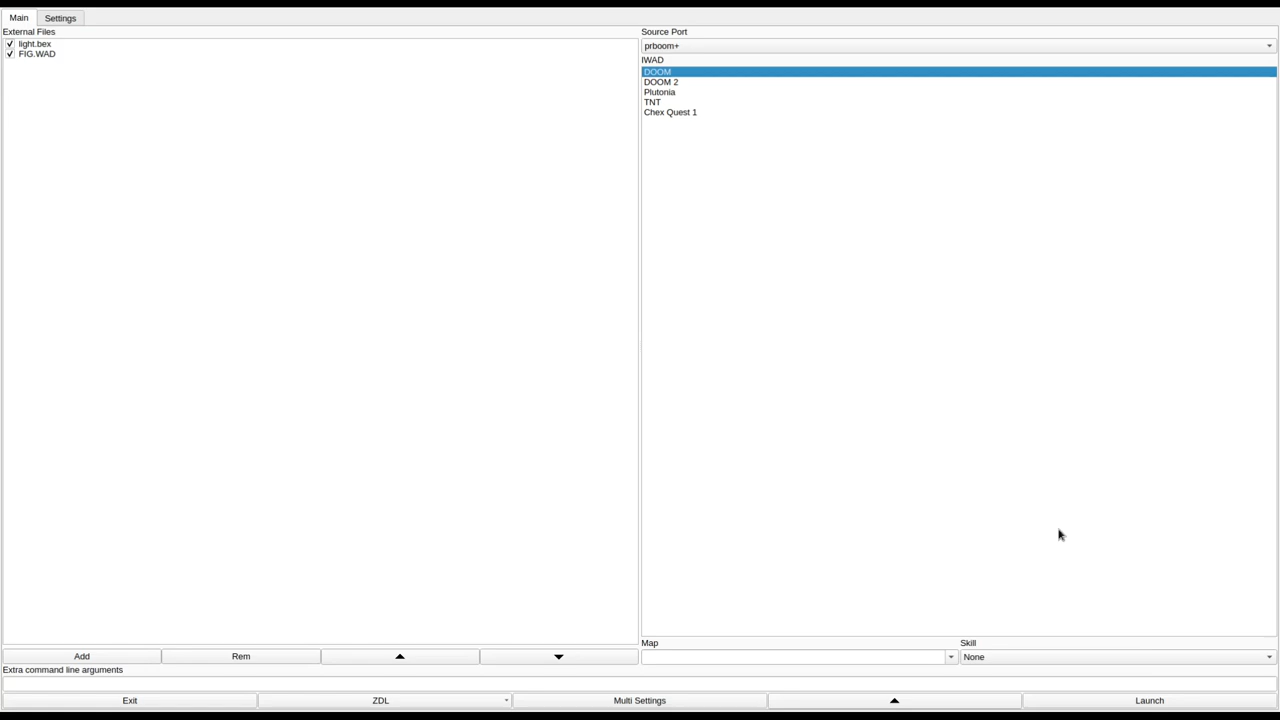 Main Settings
External Files
light.bex
FIG.WAD
Source Port
prboom+
IWAD
DOOM
DOOM 2
Plutonia
TNT
Chex Quest 1
Map Skill
None
Add Rem
Extra command line arguments
Exit ZDL Multi Settings Launch